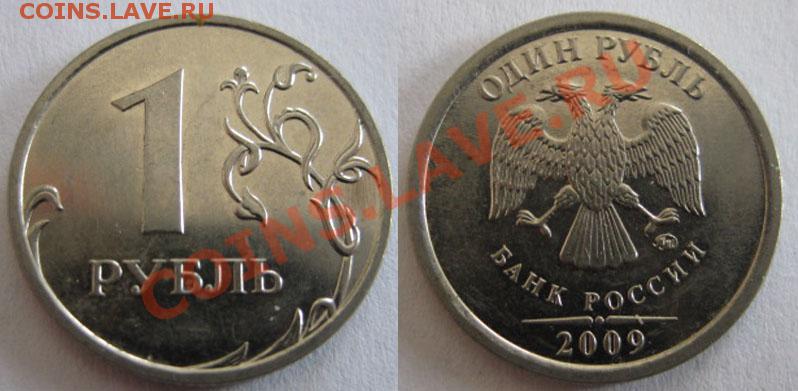 COINS.LAVE.RU
1
РУБЛЬ
COINS.LAVE.RU
ОДИН РУБЛЬ
БАНК РОССИИ
2009